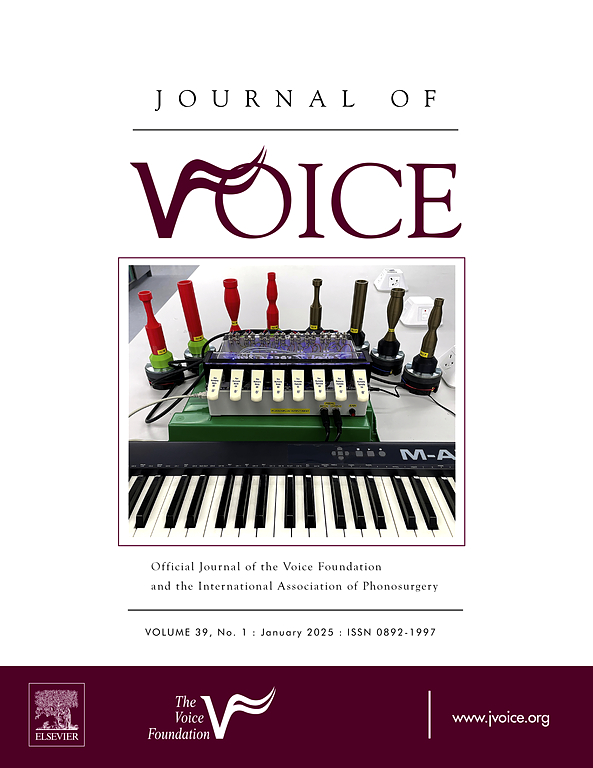 JOURNAL OF
VOICE
M-A
Official Journal of the Voice Foundation
and the International Association of Phonosurgery
VOLUME 39, No. 1 : January 2025 : ISSN 0892-1997
ELSEVIER
The
Voice
Foundation
www.jvoice.org